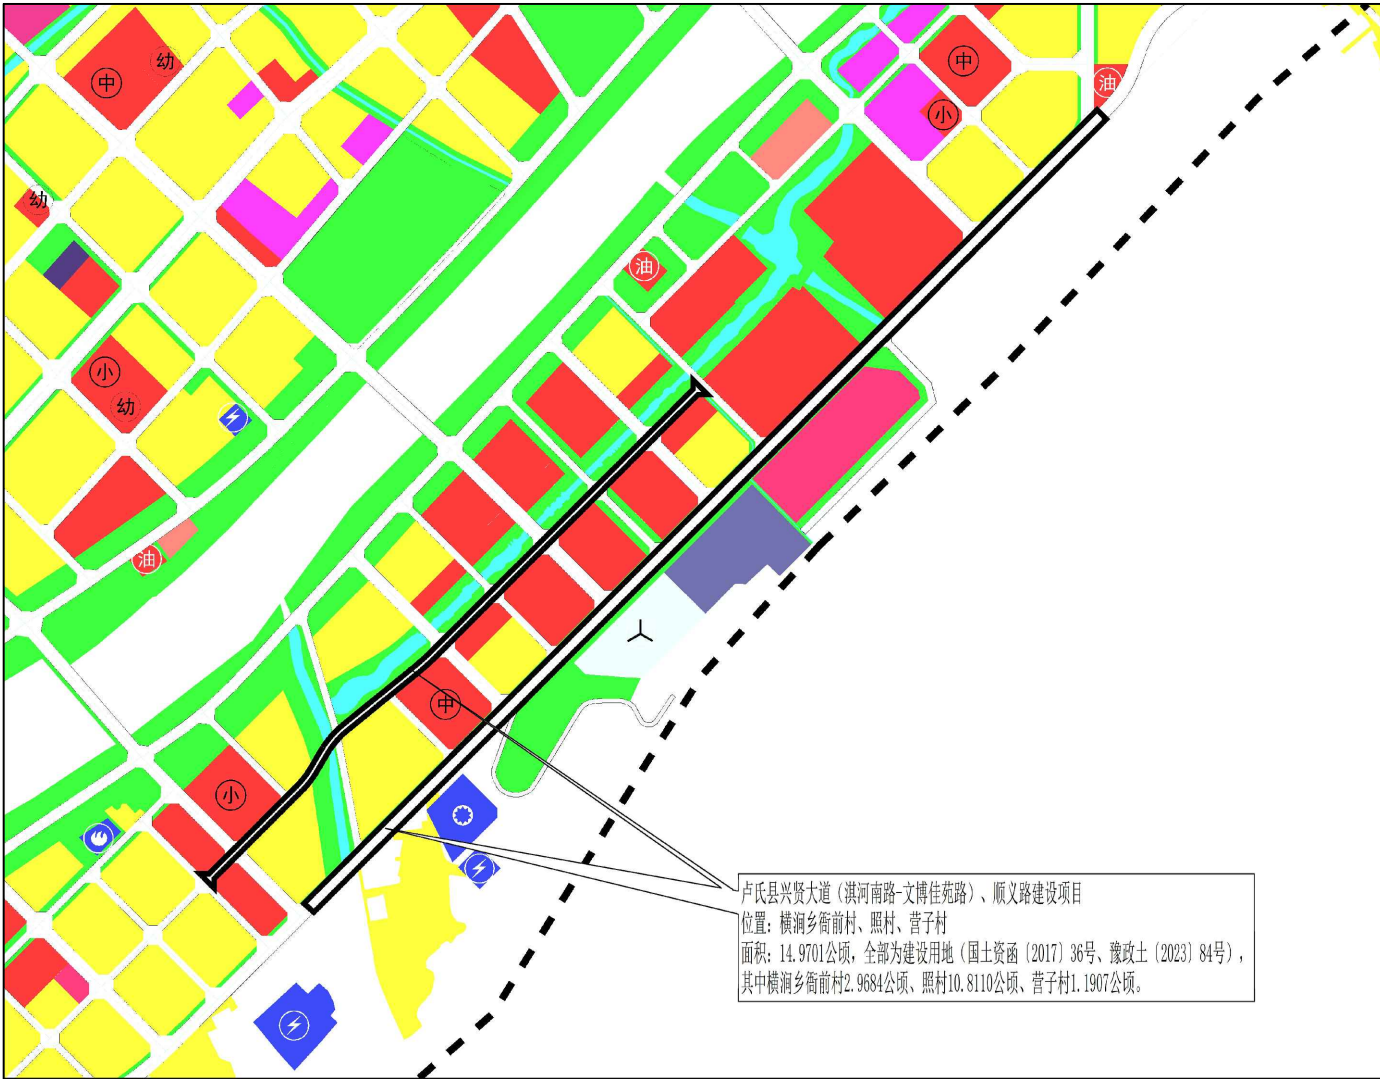 幼
中
中
油
小
幼
油
小
幼
油
中
小
卢氏县兴贤大道（淇河南路-文博佳苑路）、顺义路建设项目
位置：横涧乡衙前村、照村、营子村
面积：14.9701公顷，全部为建设用地（国土资函〔2017〕36号、豫政土〔2023〕84号），
其中横涧乡衙前村2.9684公顷、照村10.8110公顷、营子村1.1907公顷。